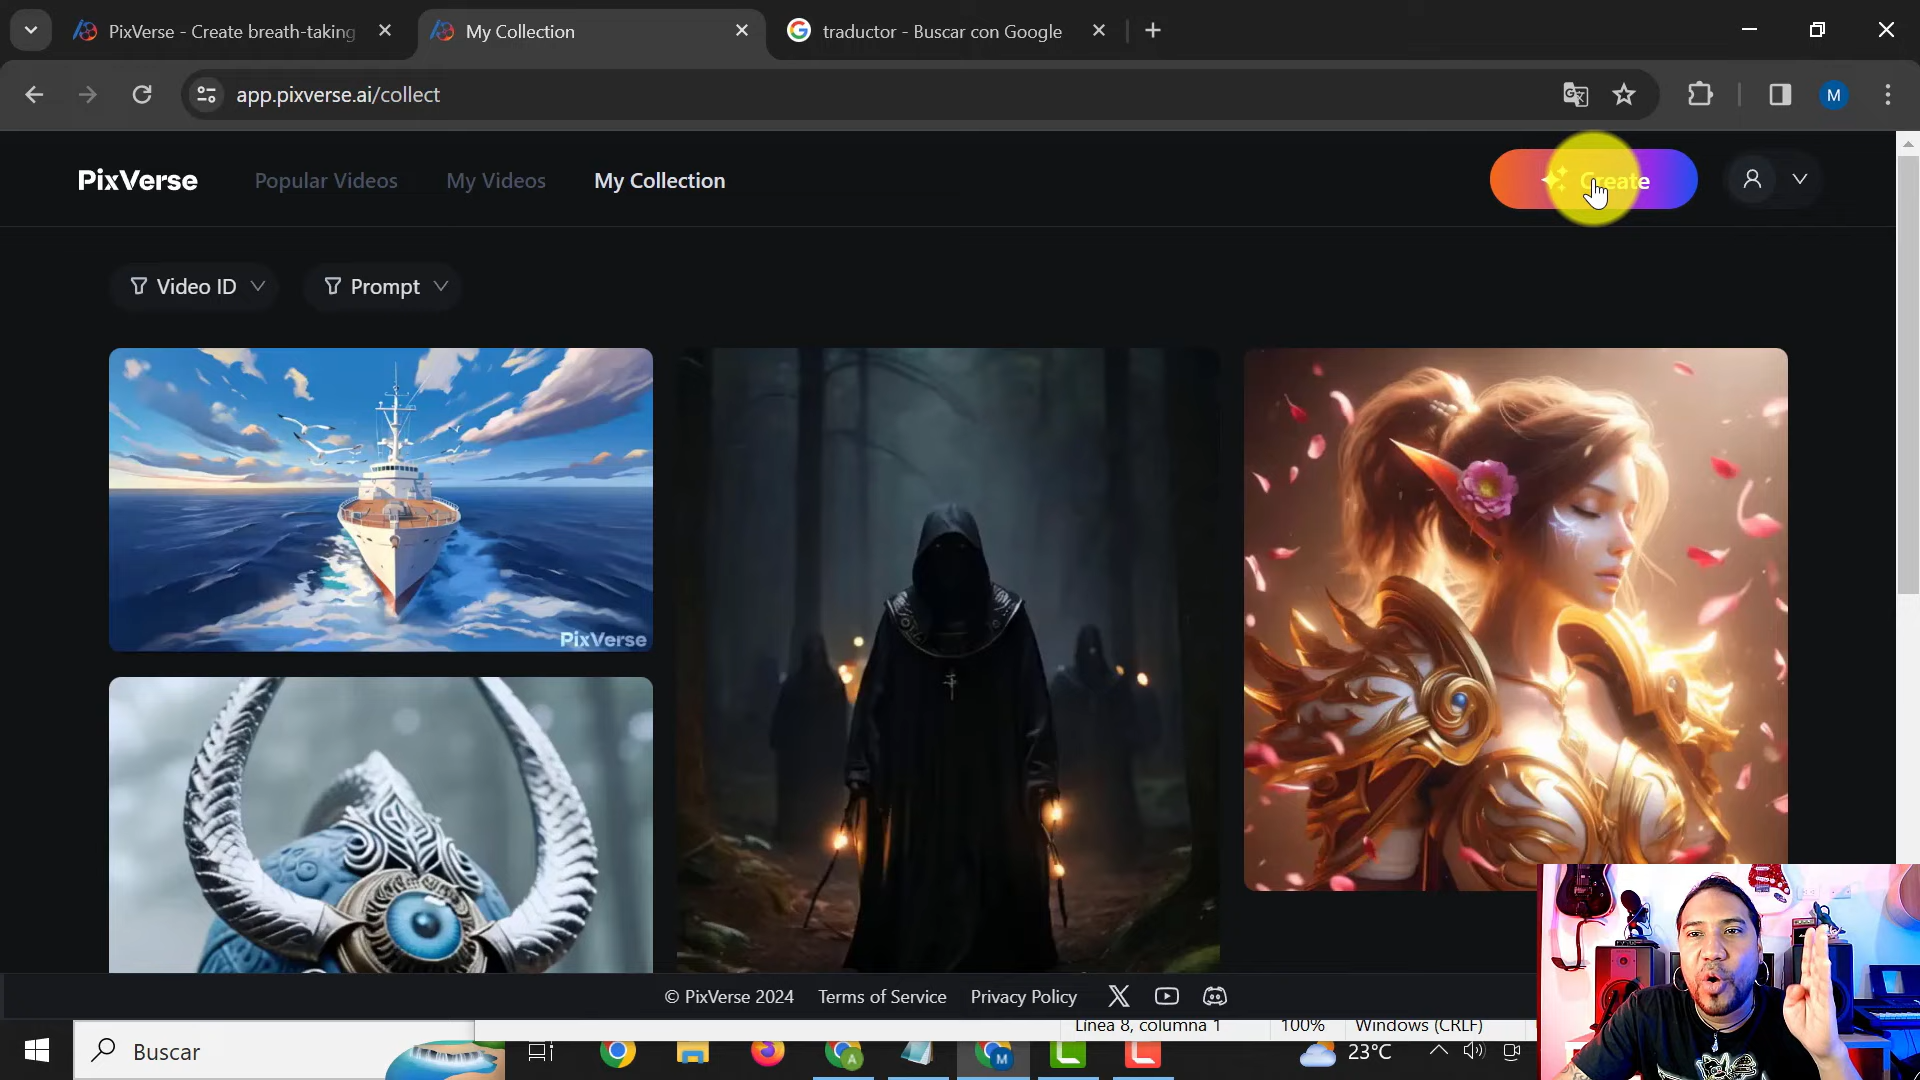 PixVerse - Create breath-taking
My Collection
traductor - Buscar con Google
app.pixverse.ai/collect
M
PixVerse
Popular Videos
My Videos
My Collection
Create
Video ID
Prompt
PixVerse
© PixVerse 2024
Terms of Service
Privacy Policy
Línea 8, columna 1
100%
Windows (CRLF)
Buscar
A
M
23°C